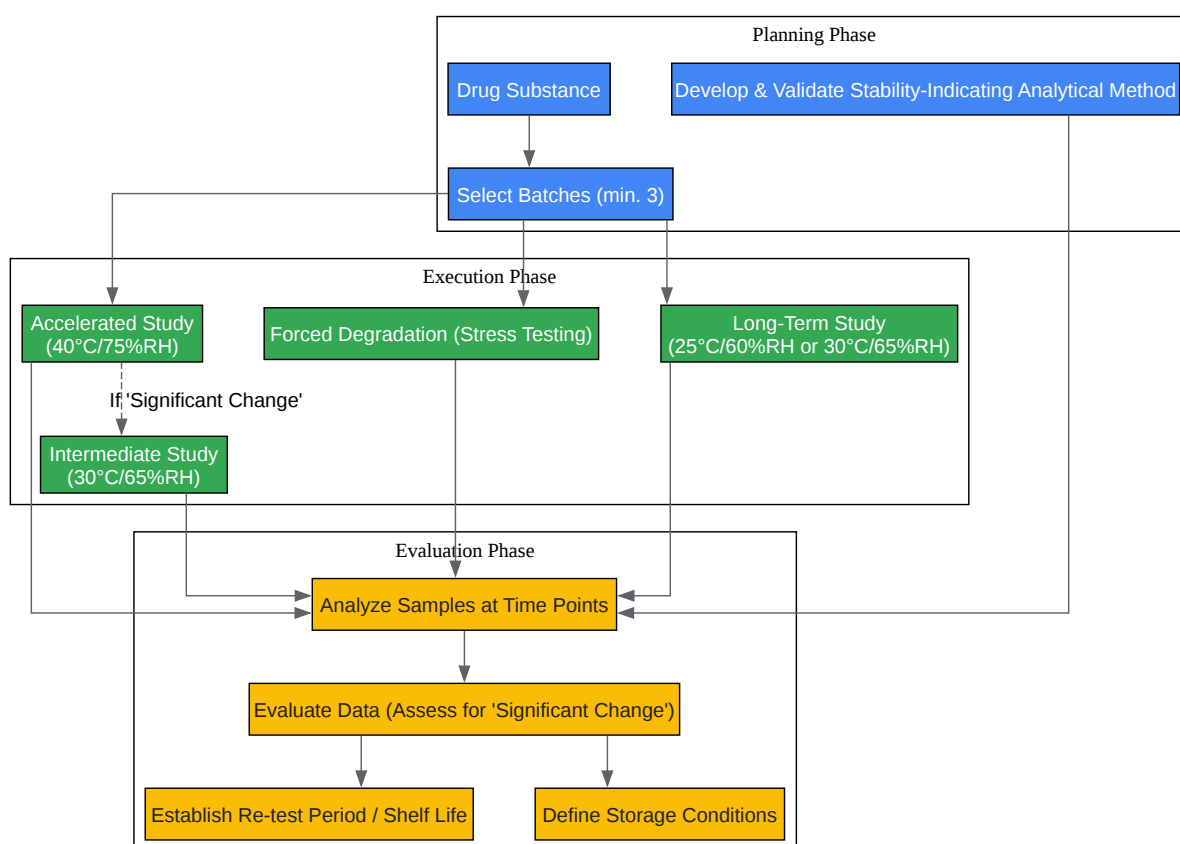 Planning Phase
Drug Substance
Develop & Validate Stability-Indicating Analytical Method
Select Batches (min. 3)
Execution Phase
Accelerated Study
(40°C/75%RH)
Forced Degradation (Stress Testing)
Long-Term Study
(25°C/60%RH or 30°C/65%RH)
If 'Significant Change'
Intermediate Study
(30°C/65%RH)
Evaluation Phase
Analyze Samples at Time Points
Evaluate Data (Assess for 'Significant Change')
Establish Re-test Period / Shelf Life
Define Storage Conditions